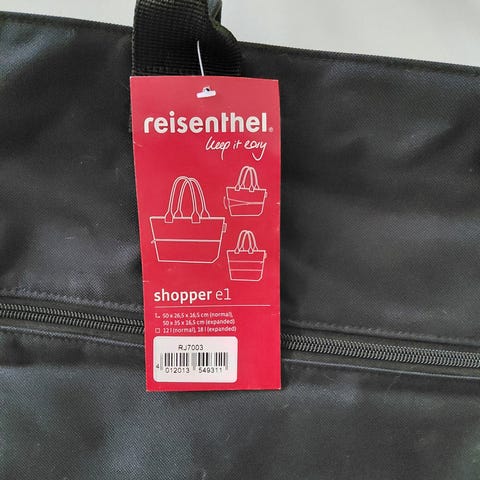 reisenthel®
keep it easy
shopper e1
50 x 26,5 x 16,5 cm (normal),
50 x 35 x 16,5 cm (expanded)
12 l (normal), 18 l (expanded)
RJ7003
4 012013 549311